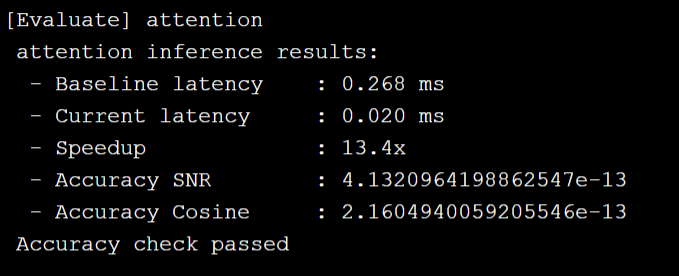 [Evaluate] attention
attention inference results:
- Baseline latency : 0.268 ms
- Current latency : 0.020 ms
- Speedup : 13.4x
- Accuracy SNR : 4.1320964198862547e-13
- Accuracy Cosine : 2.1604940059205546e-13
Accuracy check passed